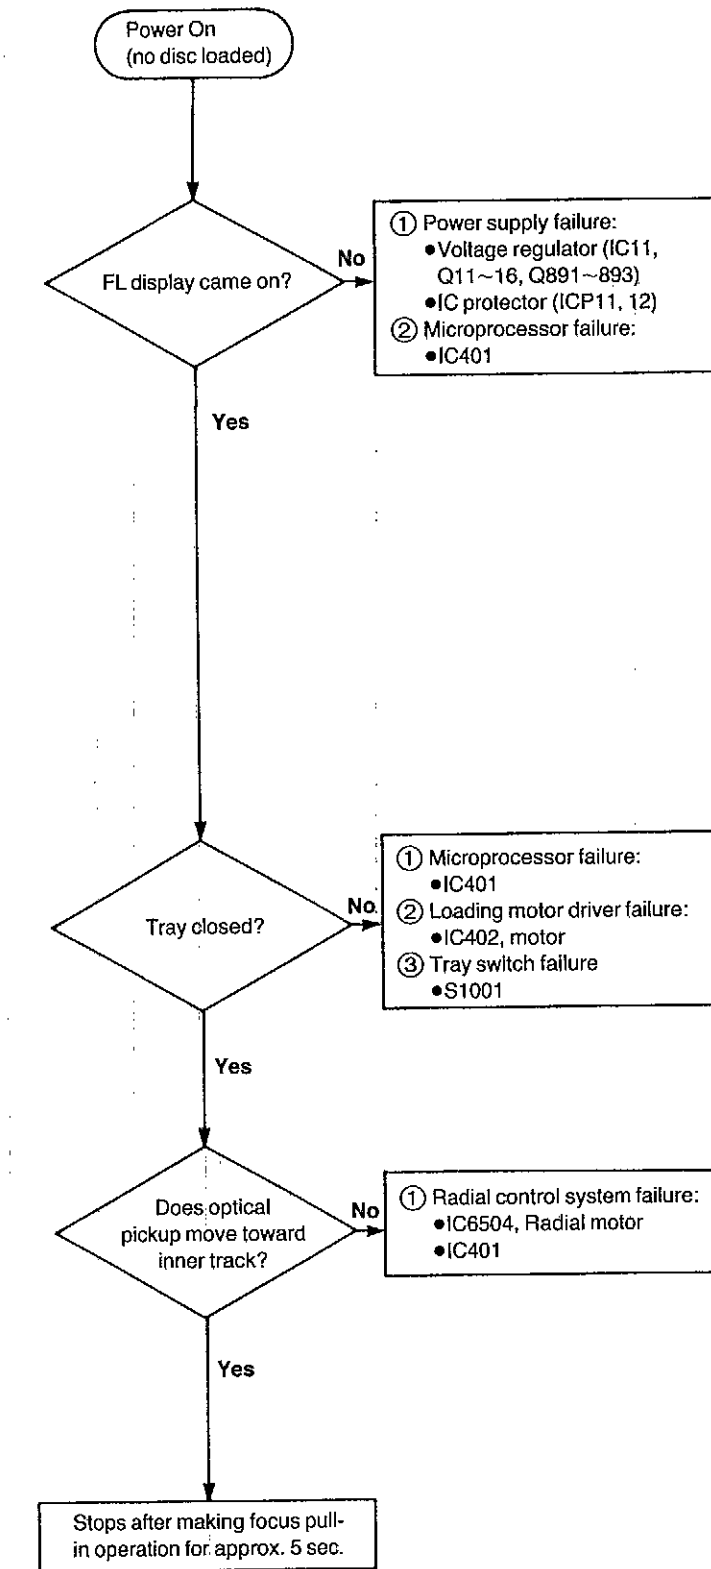 Power On
(no disc loaded)
FL display came on?
No
① Power supply failure:
●Voltage regulator (IC11,
Q11~16, Q891~893)
●IC protector (ICP11, 12)
② Microprocessor failure:
●IC401
Yes
Tray closed?
No
① Microprocessor failure:
●IC401
② Loading motor driver failure:
●IC402, motor
③ Tray switch failure
●S1001
Yes
Does optical
pickup move toward
inner track?
No
① Radial control system failure:
●IC6504, Radial motor
●IC401
Yes
Stops after making focus pull-
in operation for approx. 5 sec.